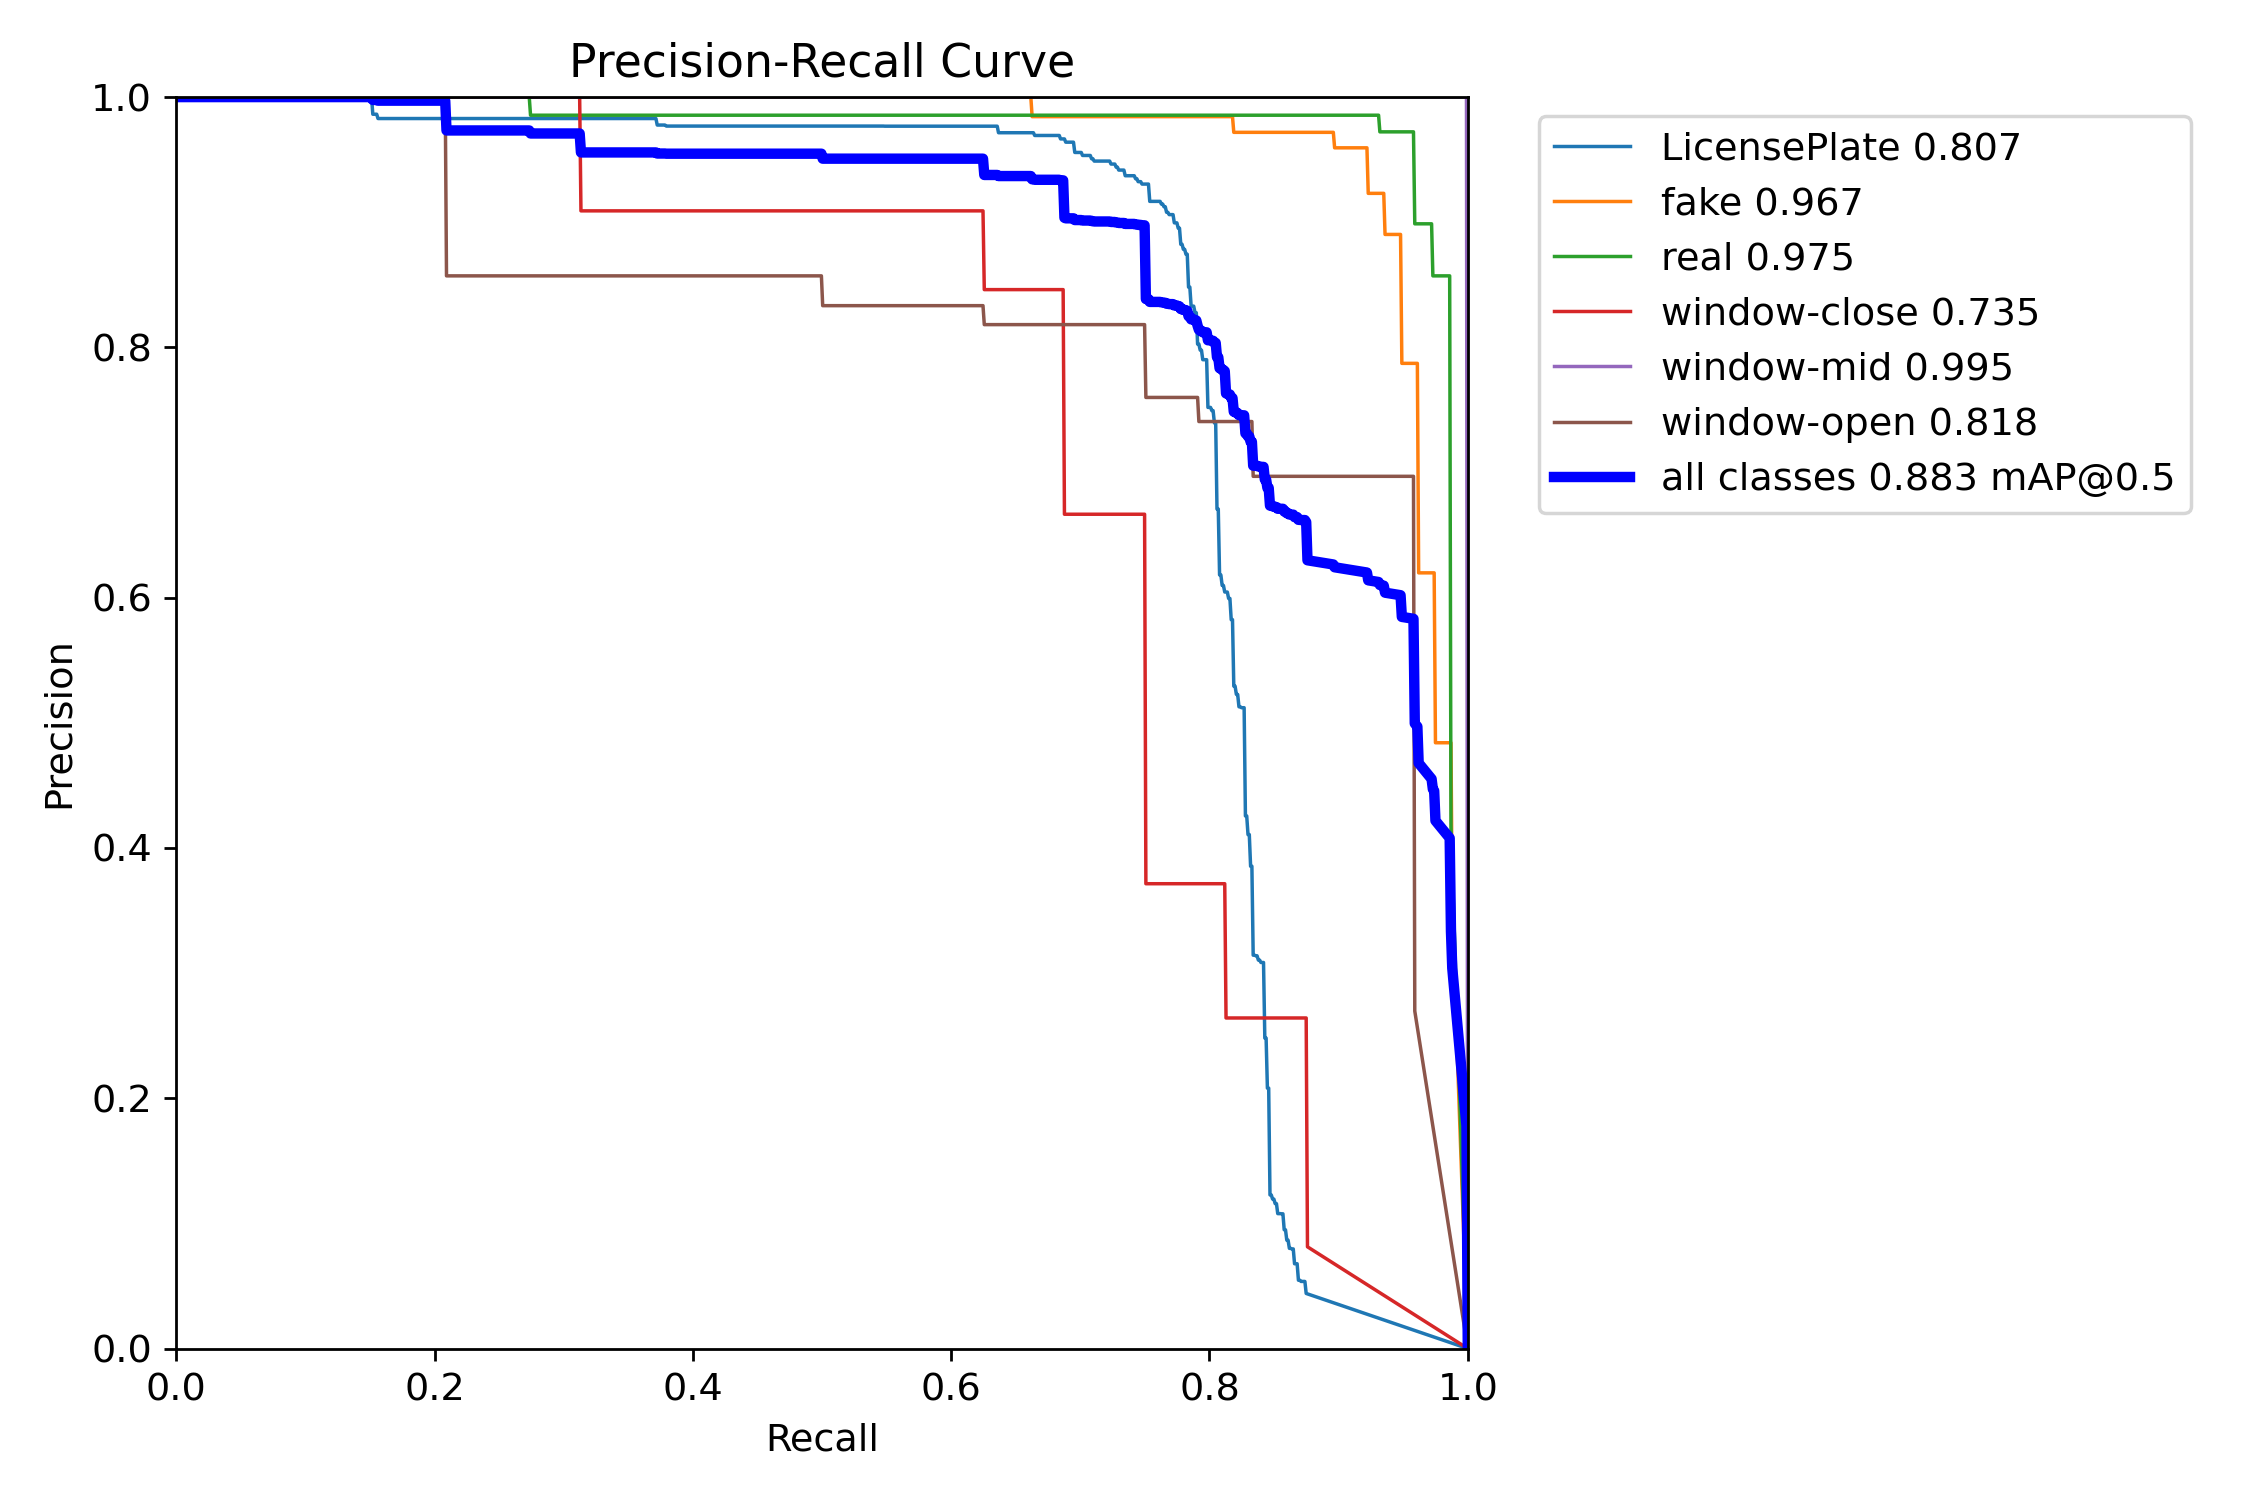 Precision-Recall Curve
1.0
0.8
0.6
0.4
0.2
0.0
Precision
0.0 0.2 0.4 0.6 0.8 1.0
Recall
LicensePlate 0.807
fake 0.967
real 0.975
window-close 0.735
window-mid 0.995
window-open 0.818
all classes 0.883 mAP@0.5